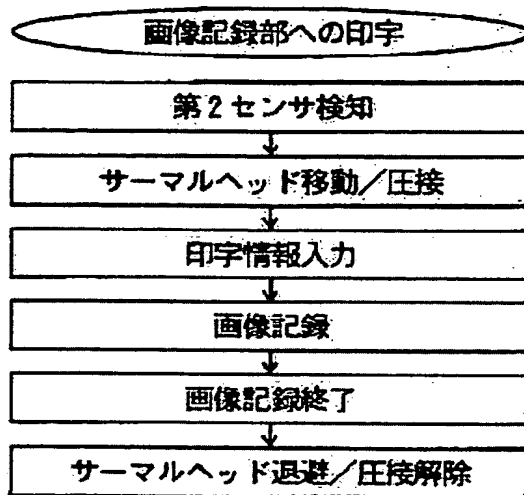 画像記録部への印字
第2センサ検知
サーマルヘッド移動／圧接
印字情報入力
画像記録
画像記録終了
サーマルヘッド退避／圧接解除